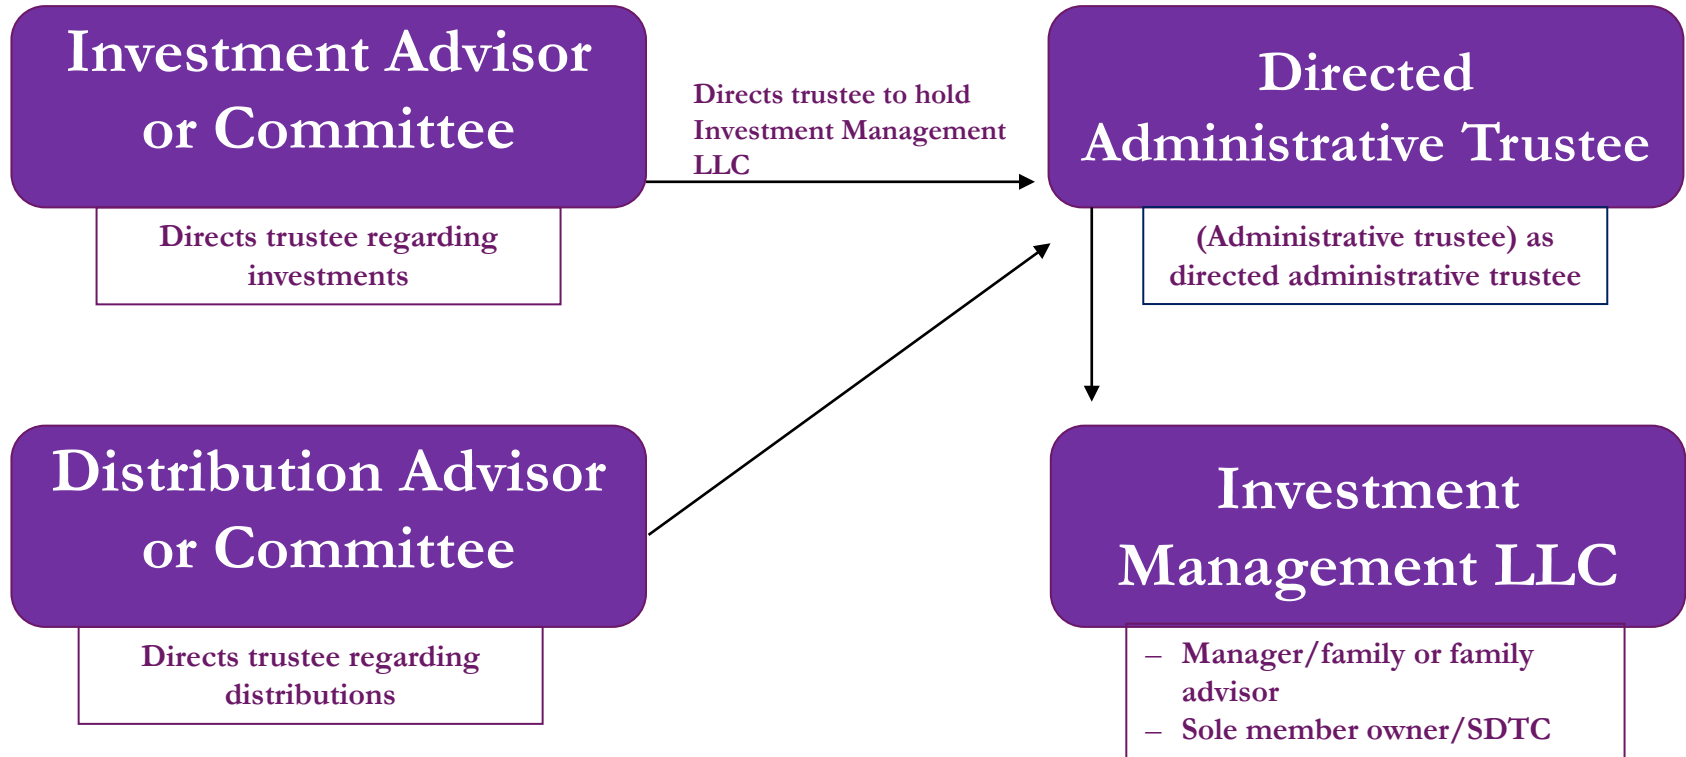 Investment Advisor
or Committee
Directs trustee regarding
investments
Directs trustee to hold
Investment Management
LLC
Directed
Administrative Trustee
(Administrative trustee) as
directed administrative trustee
Distribution Advisor
or Committee
Directs trustee regarding
distributions
Investment
Management LLC
– Manager/family or family
advisor
– Sole member owner/SDTC